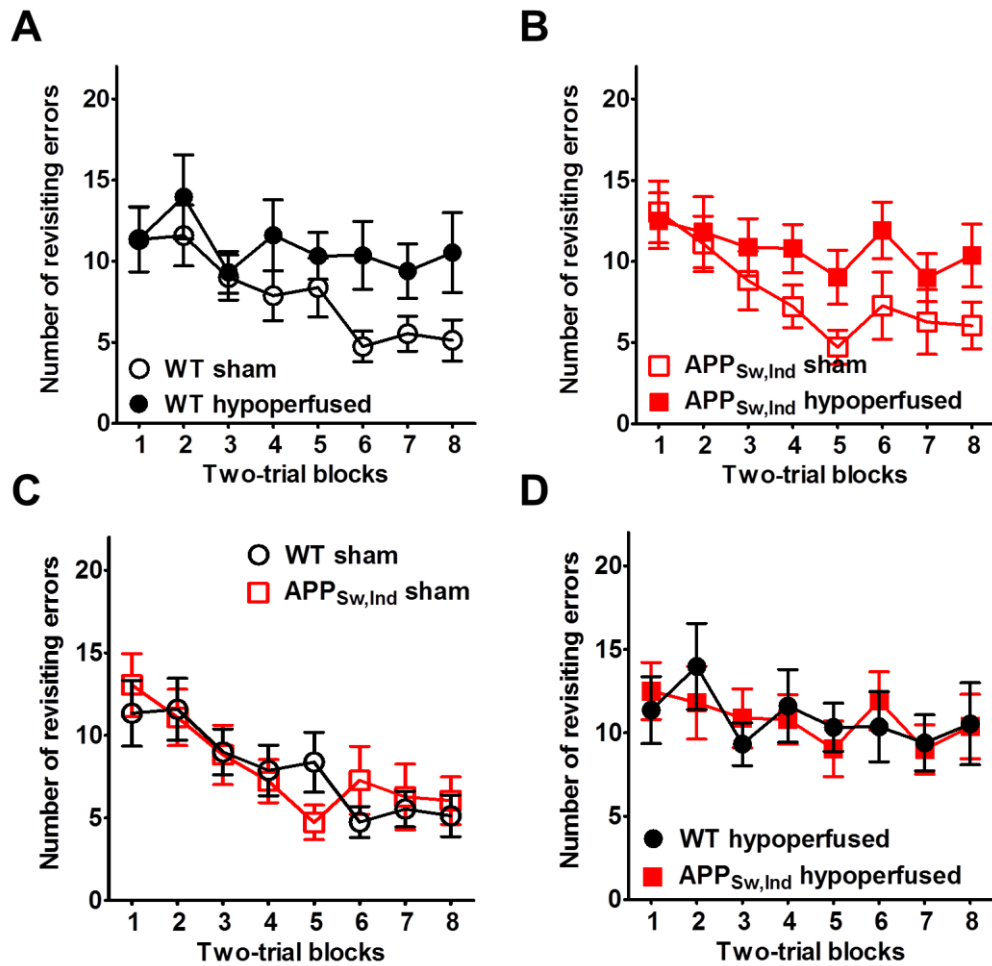 A
Number of revisiting errors
20
15
10
5
0
WT sham
WT hypoperfused
1 2 3 4 5 6 7 8
Two-trial blocks
B
Number of revisiting errors
20
15
10
5
0
APPSw,Ind sham
APPSw,Ind hypoperfused
1 2 3 4 5 6 7 8
Two-trial blocks
C
Number of revisiting errors
20
15
10
5
0
WT sham
APPSw,Ind sham
1 2 3 4 5 6 7 8
Two-trial blocks
D
Number of revisiting errors
20
15
10
5
0
WT hypoperfused
APPSw,Ind hypoperfused
1 2 3 4 5 6 7 8
Two-trial blocks